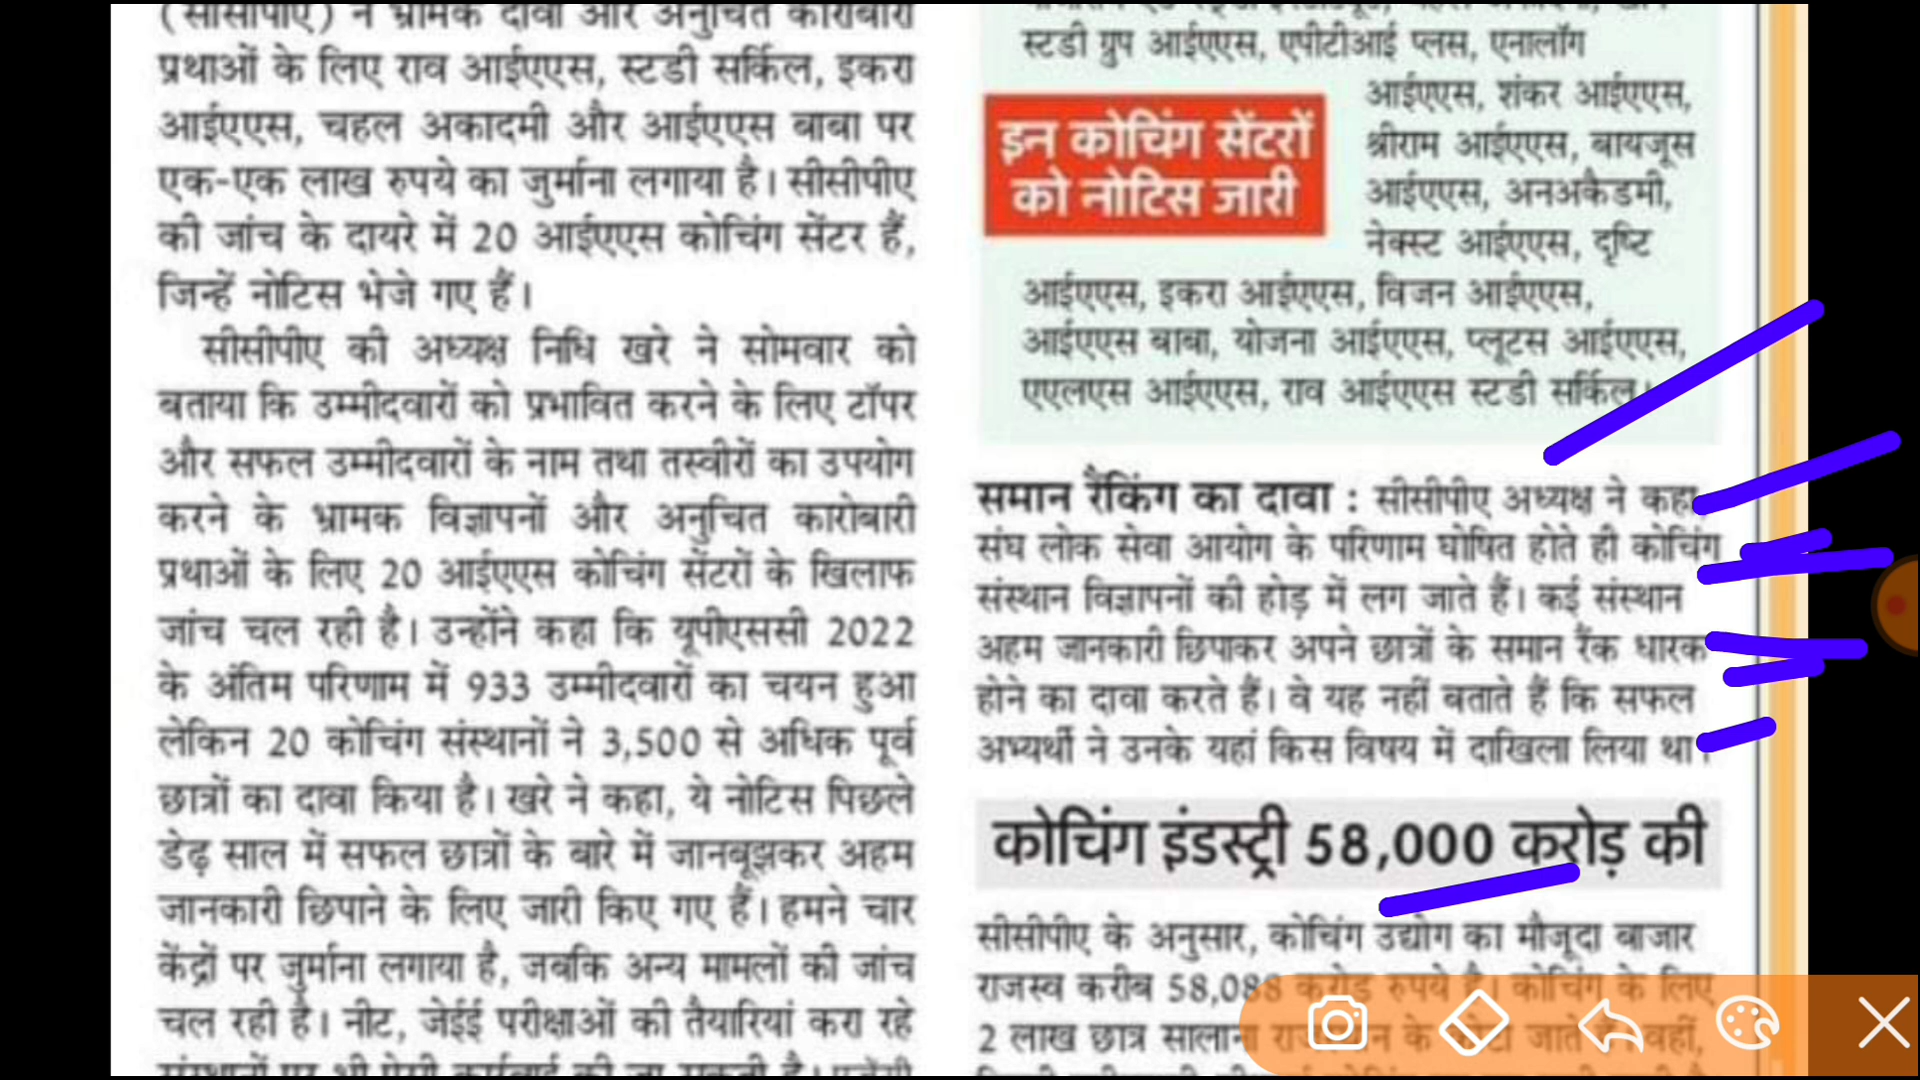 (सीसीपीए) ने भ्रामक दावों और अनुचित कारोबारी
प्रथाओं के लिए राव आईएएस, स्टडी सर्किल, इकरा
आईएएस, चहल अकादमी और आईएएस बाबा पर
एक-एक लाख रुपये का जुर्माना लगाया है। सीसीपीए
की जांच के दायरे में 20 आईएएस कोचिंग सेंटर हैं,
जिन्हें नोटिस भेजे गए हैं।
सीसीपीए की अध्यक्ष निधि खरे ने सोमवार को
बताया कि उम्मीदवारों को प्रभावित करने के लिए टॉपर
और सफल उम्मीदवारों के नाम तथा तस्वीरों का उपयोग
करने के भ्रामक विज्ञापनों और अनुचित कारोबारी
प्रथाओं के लिए 20 आईएएस कोचिंग सेंटरों के खिलाफ
जांच चल रही है। उन्होंने कहा कि यूपीएससी 2022
के अंतिम परिणाम में 933 उम्मीदवारों का चयन हुआ
लेकिन 20 कोचिंग संस्थानों ने 3,500 से अधिक पूर्व
छात्रों का दावा किया है। खरे ने कहा, ये नोटिस पिछले
डेढ़ साल में सफल छात्रों के बारे में जानबूझकर अहम
जानकारी छिपाने के लिए जारी किए गए हैं। हमने चार
केंद्रों पर जुर्माना लगाया है, जबकि अन्य मामलों की जांच
चल रही है। नीट, जेईई परीक्षाओं की तैयारियां करा रहे
स्टडी ग्रुप आईएएस, एपीटीआई प्लस, एनालॉग
आईएएस, शंकर आईएएस,
श्रीराम आईएएस, बायजूस
आईएएस, अनअकैडमी,
नेक्स्ट आईएएस, दृष्टि
इन कोचिंग सेंटरों
को नोटिस जारी
आईएएस, इकरा आईएएस, विजन आईएएस,
आईएएस बाबा, योजना आईएएस, प्लूटस आईएएस,
एएलएस आईएएस, राव आईएएस स्टडी सर्किल।
समान रैंकिंग का दावा : सीसीपीए अध्यक्ष ने कहा,
संघ लोक सेवा आयोग के परिणाम घोषित होते ही कोचिंग
संस्थान विज्ञापनों की होड़ में लग जाते हैं। कई संस्थान
अहम जानकारी छिपाकर अपने छात्रों के समान रैंक धारक
होने का दावा करते हैं। वे यह नहीं बताते हैं कि सफल
अभ्यर्थी ने उनके यहां किस विषय में दाखिला लिया था।
कोचिंग इंडस्ट्री 58,000 करोड़ की
सीसीपीए के अनुसार, कोचिंग उद्योग का मौजूदा बाजार
राजस्व करीब 58,088 करोड़ रुपये है। कोचिंग के लिए
2 लाख छात्र सालाना के जाते वहीं,